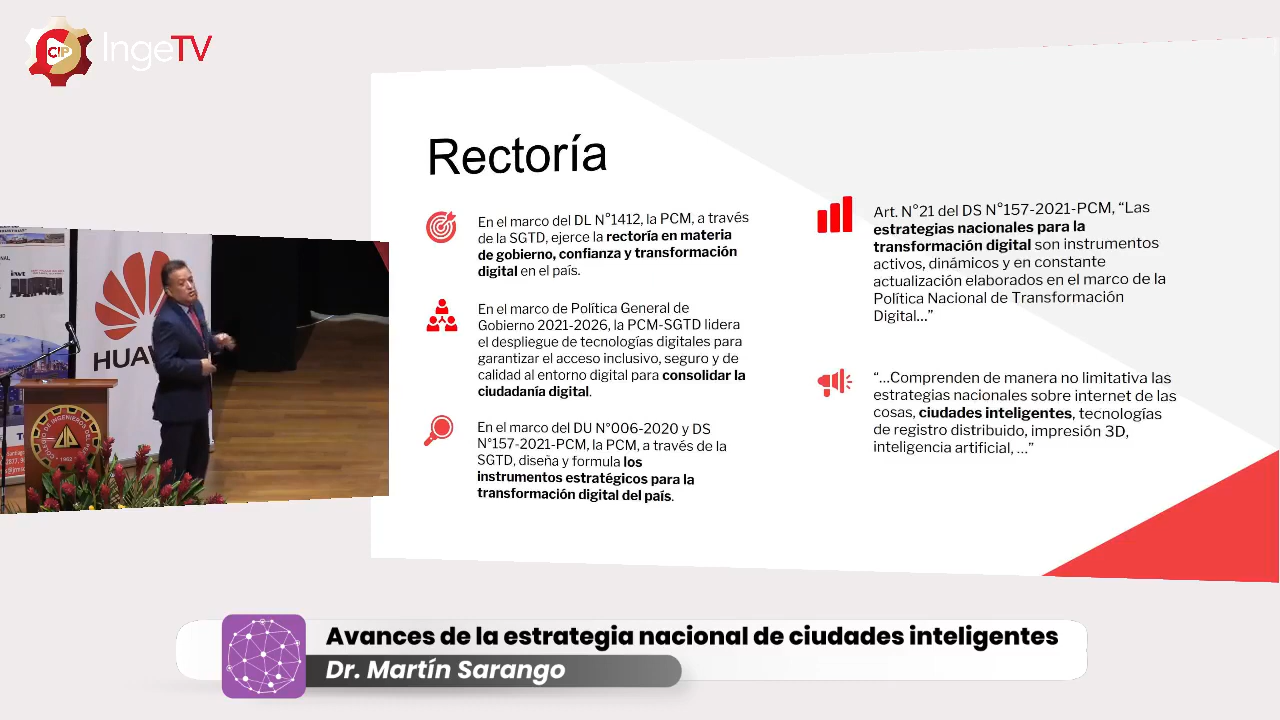 CIP IngeTV
Rectoría
En el marco del DL N°1412, la PCM, a través
de la SGTD, ejerce la rectoría en materia
de gobierno, confianza y transformación
digital en el país.
En el marco de Política General de
Gobierno 2021-2026, la PCM-SGTD lidera
el despliegue de tecnologías digitales para
garantizar el acceso inclusivo, seguro y de
calidad al entorno digital para consolidar la
ciudadanía digital.
En el marco del DU N°006-2020 y DS
N°157-2021-PCM, la PCM, a través de la
SGTD, diseña y formula los
instrumentos estratégicos para la
transformación digital del país.
Art. N°21 del DS N°157-2021-PCM, “Las
estrategias nacionales para la
transformación digital son instrumentos
activos, dinámicos y en constante
actualización elaborados en el marco de la
Política Nacional de Transformación
Digital...”
“...Comprenden de manera no limitativa las
estrategias nacionales sobre internet de las
cosas, ciudades inteligentes, tecnologías
de registro distribuido, impresión 3D,
inteligencia artificial, ...”
HUAW
1962
Avances de la estrategia nacional de ciudades inteligentes
Dr. Martín Sarango